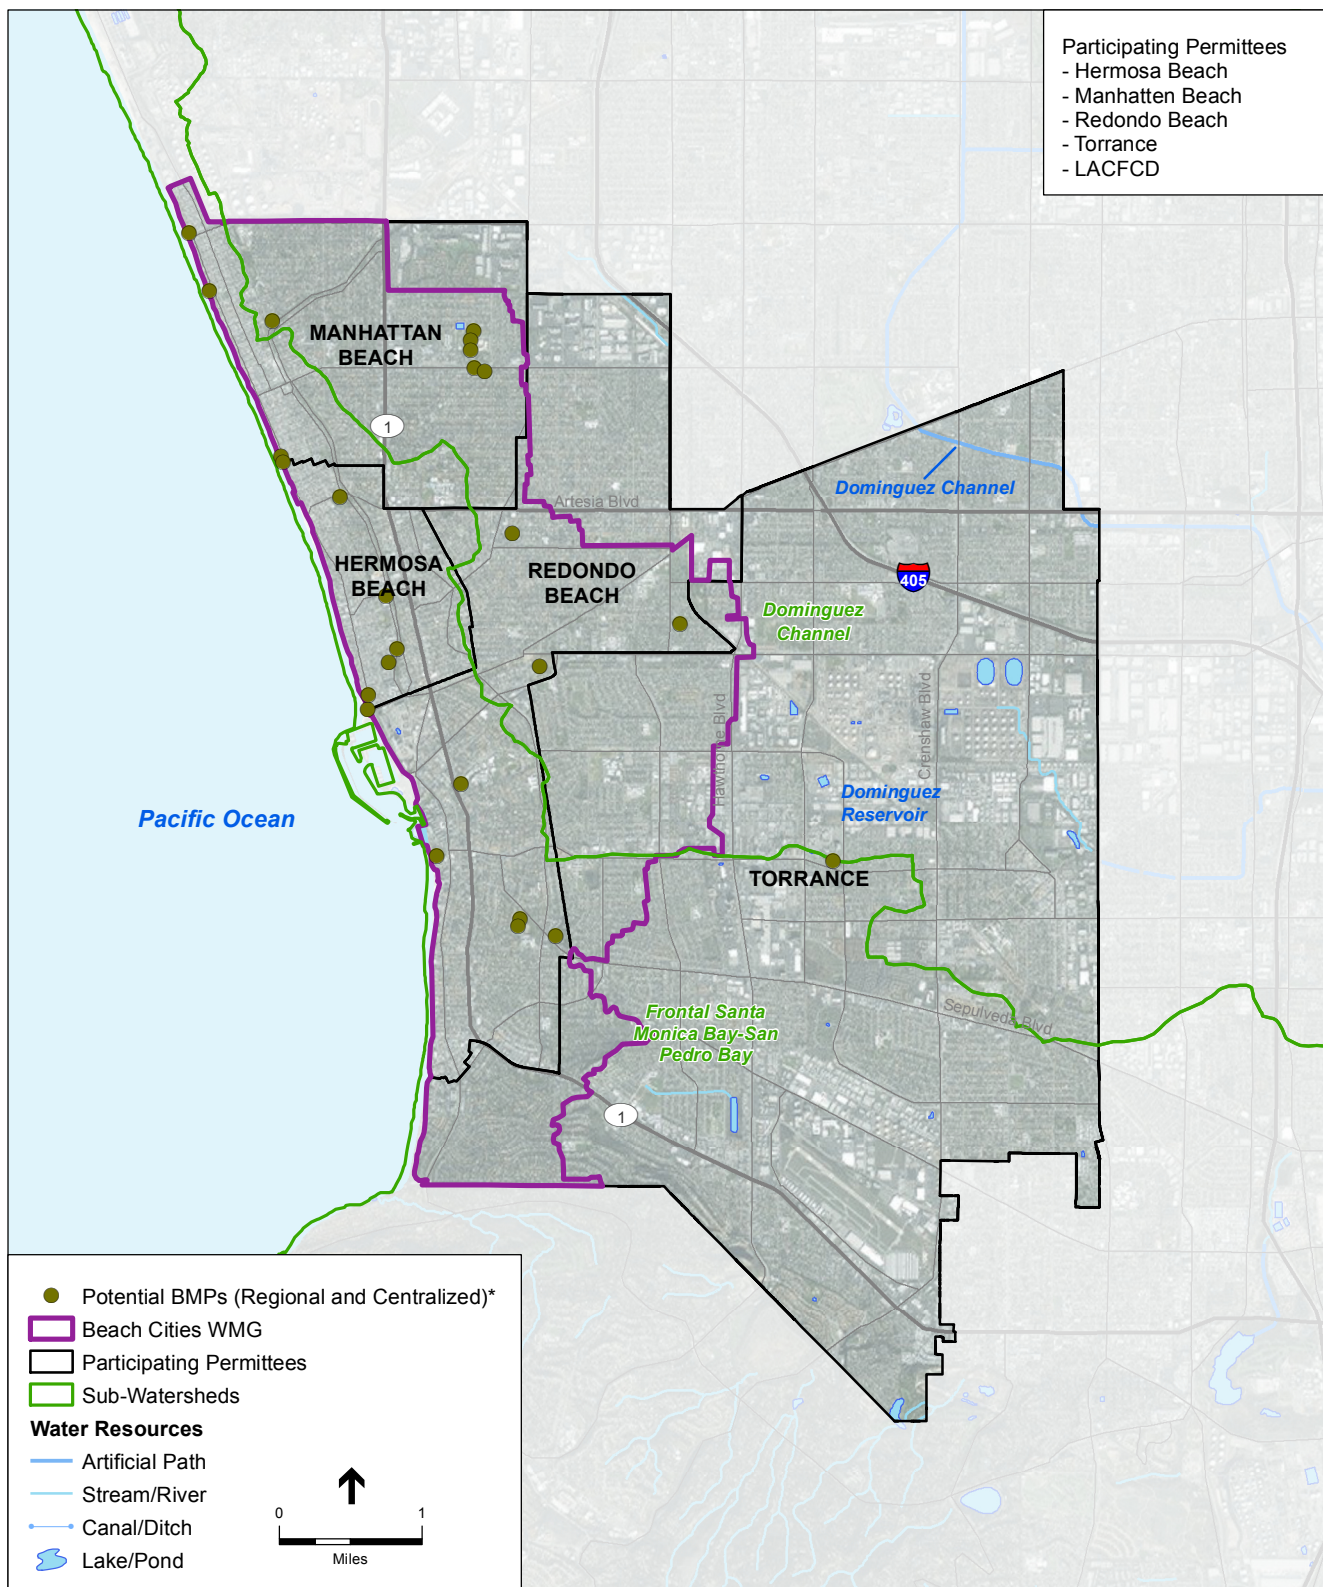 Participating Permittees
- Hermosa Beach
- Manhatten Beach
- Redondo Beach
- Torrance
- LACFCD
MANHATTAN
BEACH
1
Artesia Blvd
Dominguez Channel
HERMOSA
BEACH
REDONDO
BEACH
405
Dominguez
Channel
Hawthorne Blvd
Crenshaw Blvd
Pacific Ocean
Dominguez
Reservoir
TORRANCE
Frontal Santa
Monica Bay-San
Pedro Bay
Sepulveda Blvd
1
Potential BMPs (Regional and Centralized)*
Beach Cities WMG
Participating Permittees
Sub-Watersheds
Water Resources
Artificial Path
Stream/River
Canal/Ditch
Lake/Pond
0 1
Miles